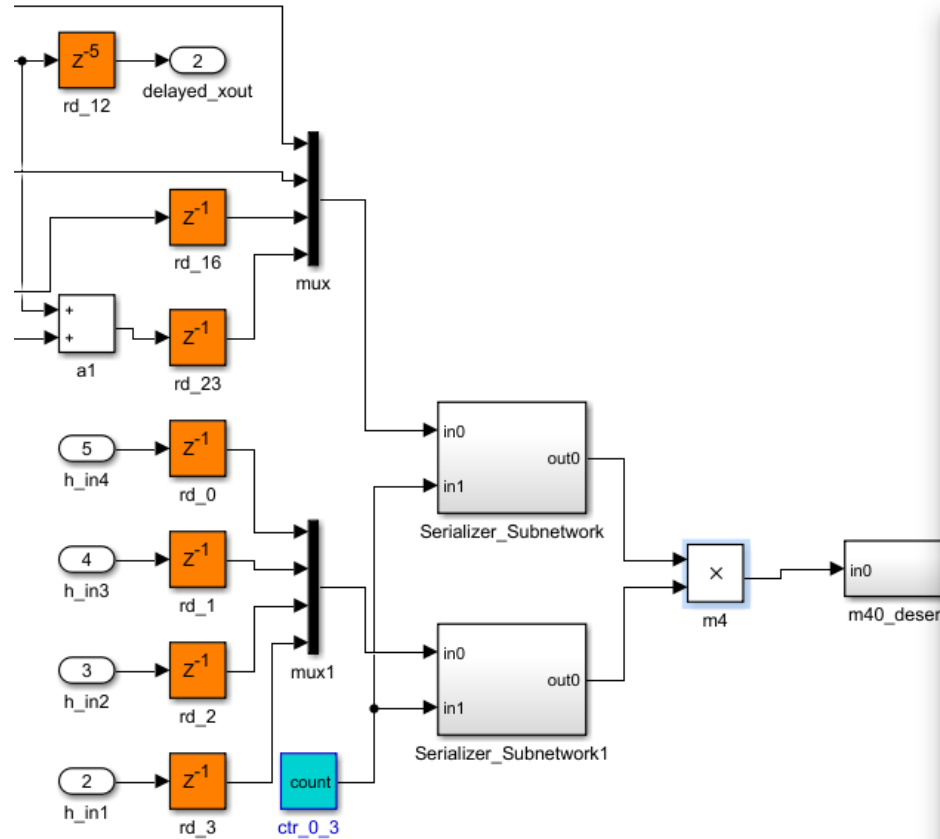 Z-5
2
rd_12
delayed_xout
Z-1
rd_16
mux
+
+
a1
Z-1
rd_23
5
h_in4
Z-1
rd_0
in0
in1
out0
Serializer_Subnetwork
4
h_in3
Z-1
rd_1
×
m4
in0
m40_deser
3
h_in2
Z-1
rd_2
mux1
in0
in1
out0
Serializer_Subnetwork1
2
h_in1
Z-1
rd_3
count
ctr_0_3